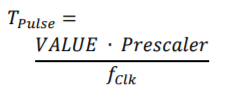 T_Pulse =
VALUE · Prescaler
f_Clk